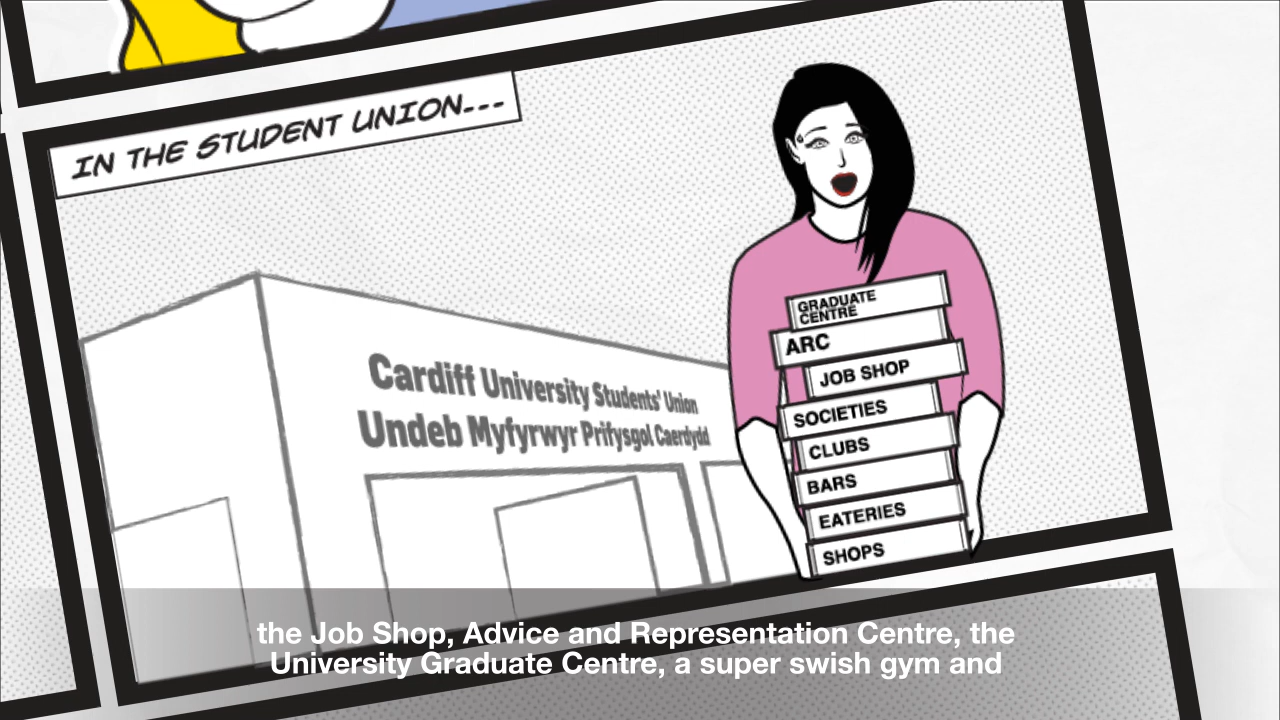 IN THE STUDENT UNION---
Cardiff University Students' Union
Undeb Myfyrwyr Prifysgol Caerdydd
GRADUATE
CENTRE
ARC
JOB SHOP
SOCIETIES
CLUBS
BARS
EATERIES
SHOPS
the Job Shop, Advice and Representation Centre, the
University Graduate Centre, a super swish gym and